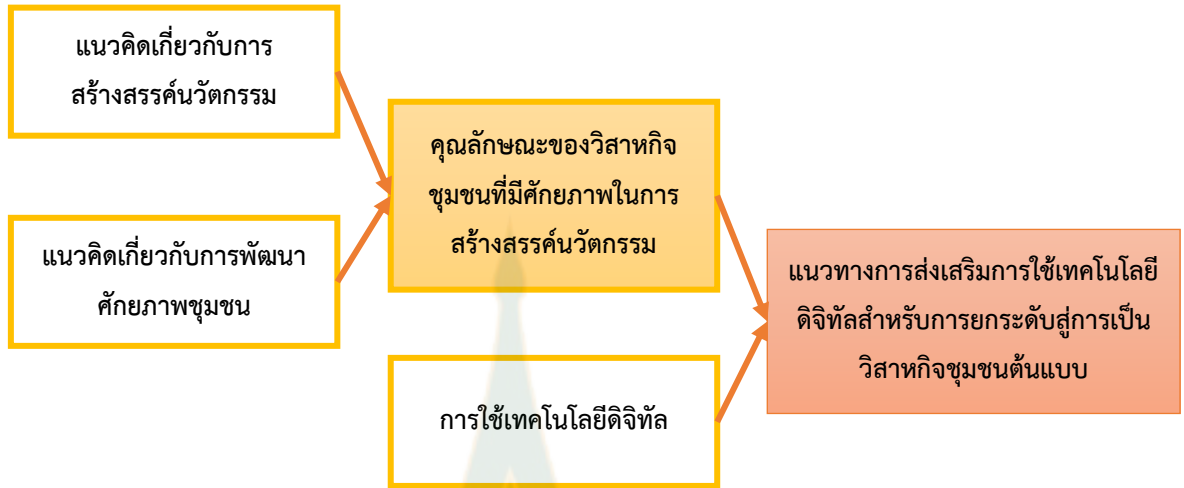 แนวคิดเกี่ยวกับการ
สร้างสรรค์นวัตกรรม
แนวคิดเกี่ยวกับการพัฒนา
ศักยภาพชุมชน
คุณลักษณะของวิสาหกิจ
ชุมชนที่มีศักยภาพในการ
สร้างสรรค์นวัตกรรม
การใช้เทคโนโลยีดิจิทัล
แนวทางการส่งเสริมการใช้เทคโนโลยี
ดิจิทัลสำหรับการยกระดับสู่การเป็น
วิสาหกิจชุมชนต้นแบบ